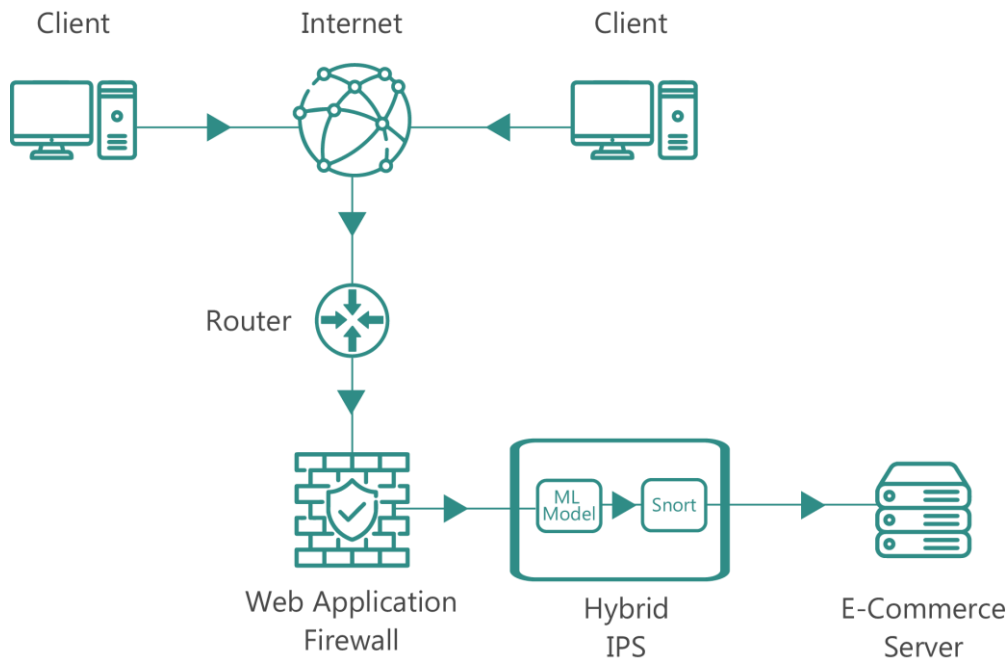 Client
Internet
Client
Router
ML
Model
Snort
Web Application
Firewall
Hybrid
IPS
E-Commerce
Server